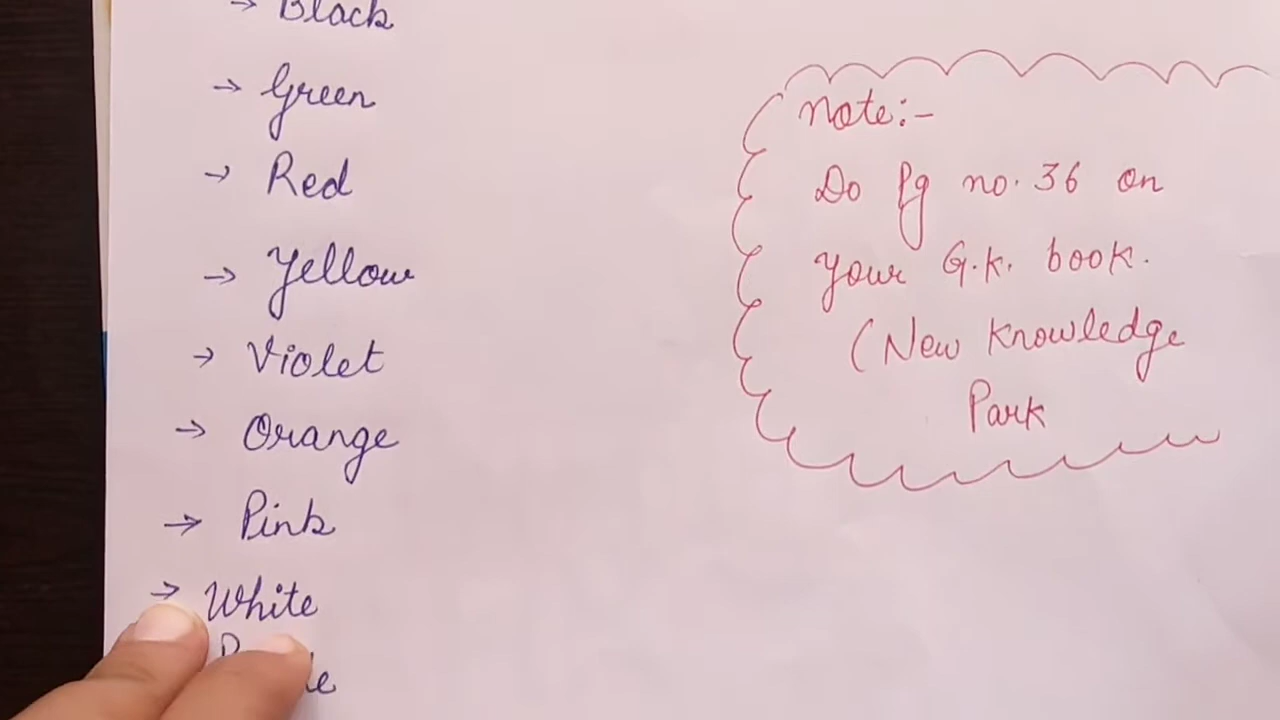 → Black
→ Green
→ Red
→ Yellow
→ Violet
→ Orange
→ Pink
→ White
note:-
Do Pg no. 36 on
your G.k. book.
(New Knowledge
Park